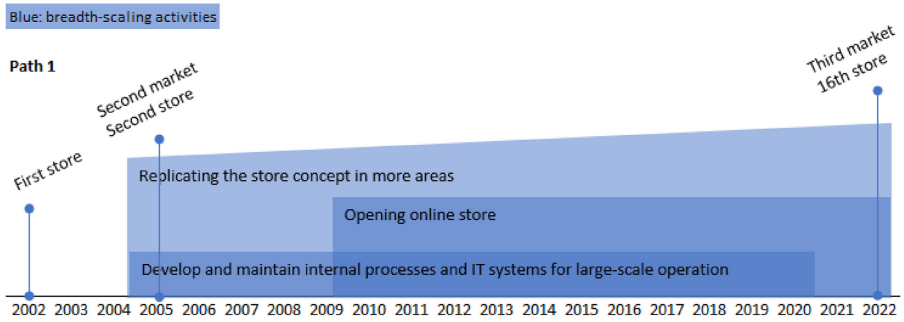 Blue: breadth-scaling activities
Path 1
First store
Second market
Second store
Third market
16th store
Replicating the store concept in more areas
Opening online store
Develop and maintain internal processes and IT systems for large-scale operation
2002 2003 2004 2005 2006 2007 2008 2009 2010 2011 2012 2013 2014 2015 2016 2017 2018 2019 2020 2021 2022